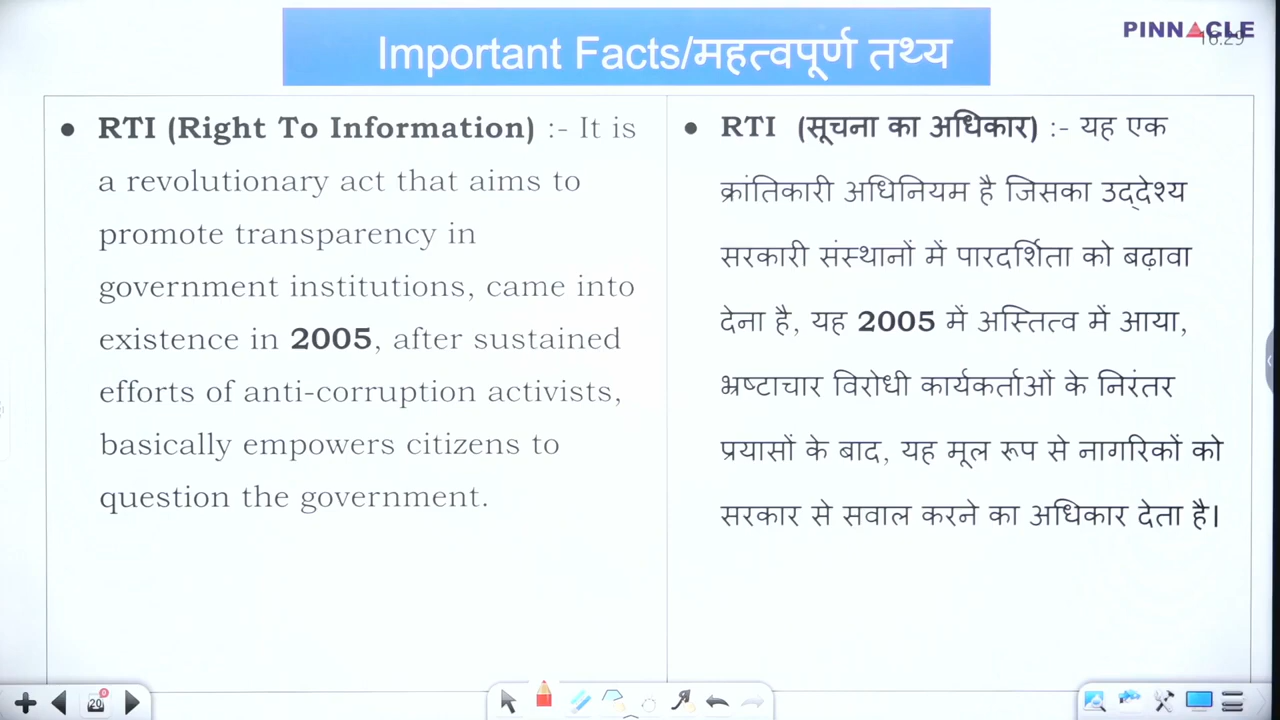 Important Facts/महत्वपूर्ण तथ्य
PINNACLE
16:29
• RTI (Right To Information) :- It is
a revolutionary act that aims to
promote transparency in
government institutions, came into
existence in 2005, after sustained
efforts of anti-corruption activists,
basically empowers citizens to
question the government.
• RTI (सूचना का अधिकार) :- यह एक
क्रांतिकारी अधिनियम है जिसका उद्देश्य
सरकारी संस्थानों में पारदर्शिता को बढ़ावा
देना है, यह 2005 में अस्तित्व में आया,
भ्रष्टाचार विरोधी कार्यकर्ताओं के निरंतर
प्रयासों के बाद, यह मूल रूप से नागरिकों को
सरकार से सवाल करने का अधिकार देता है।
20